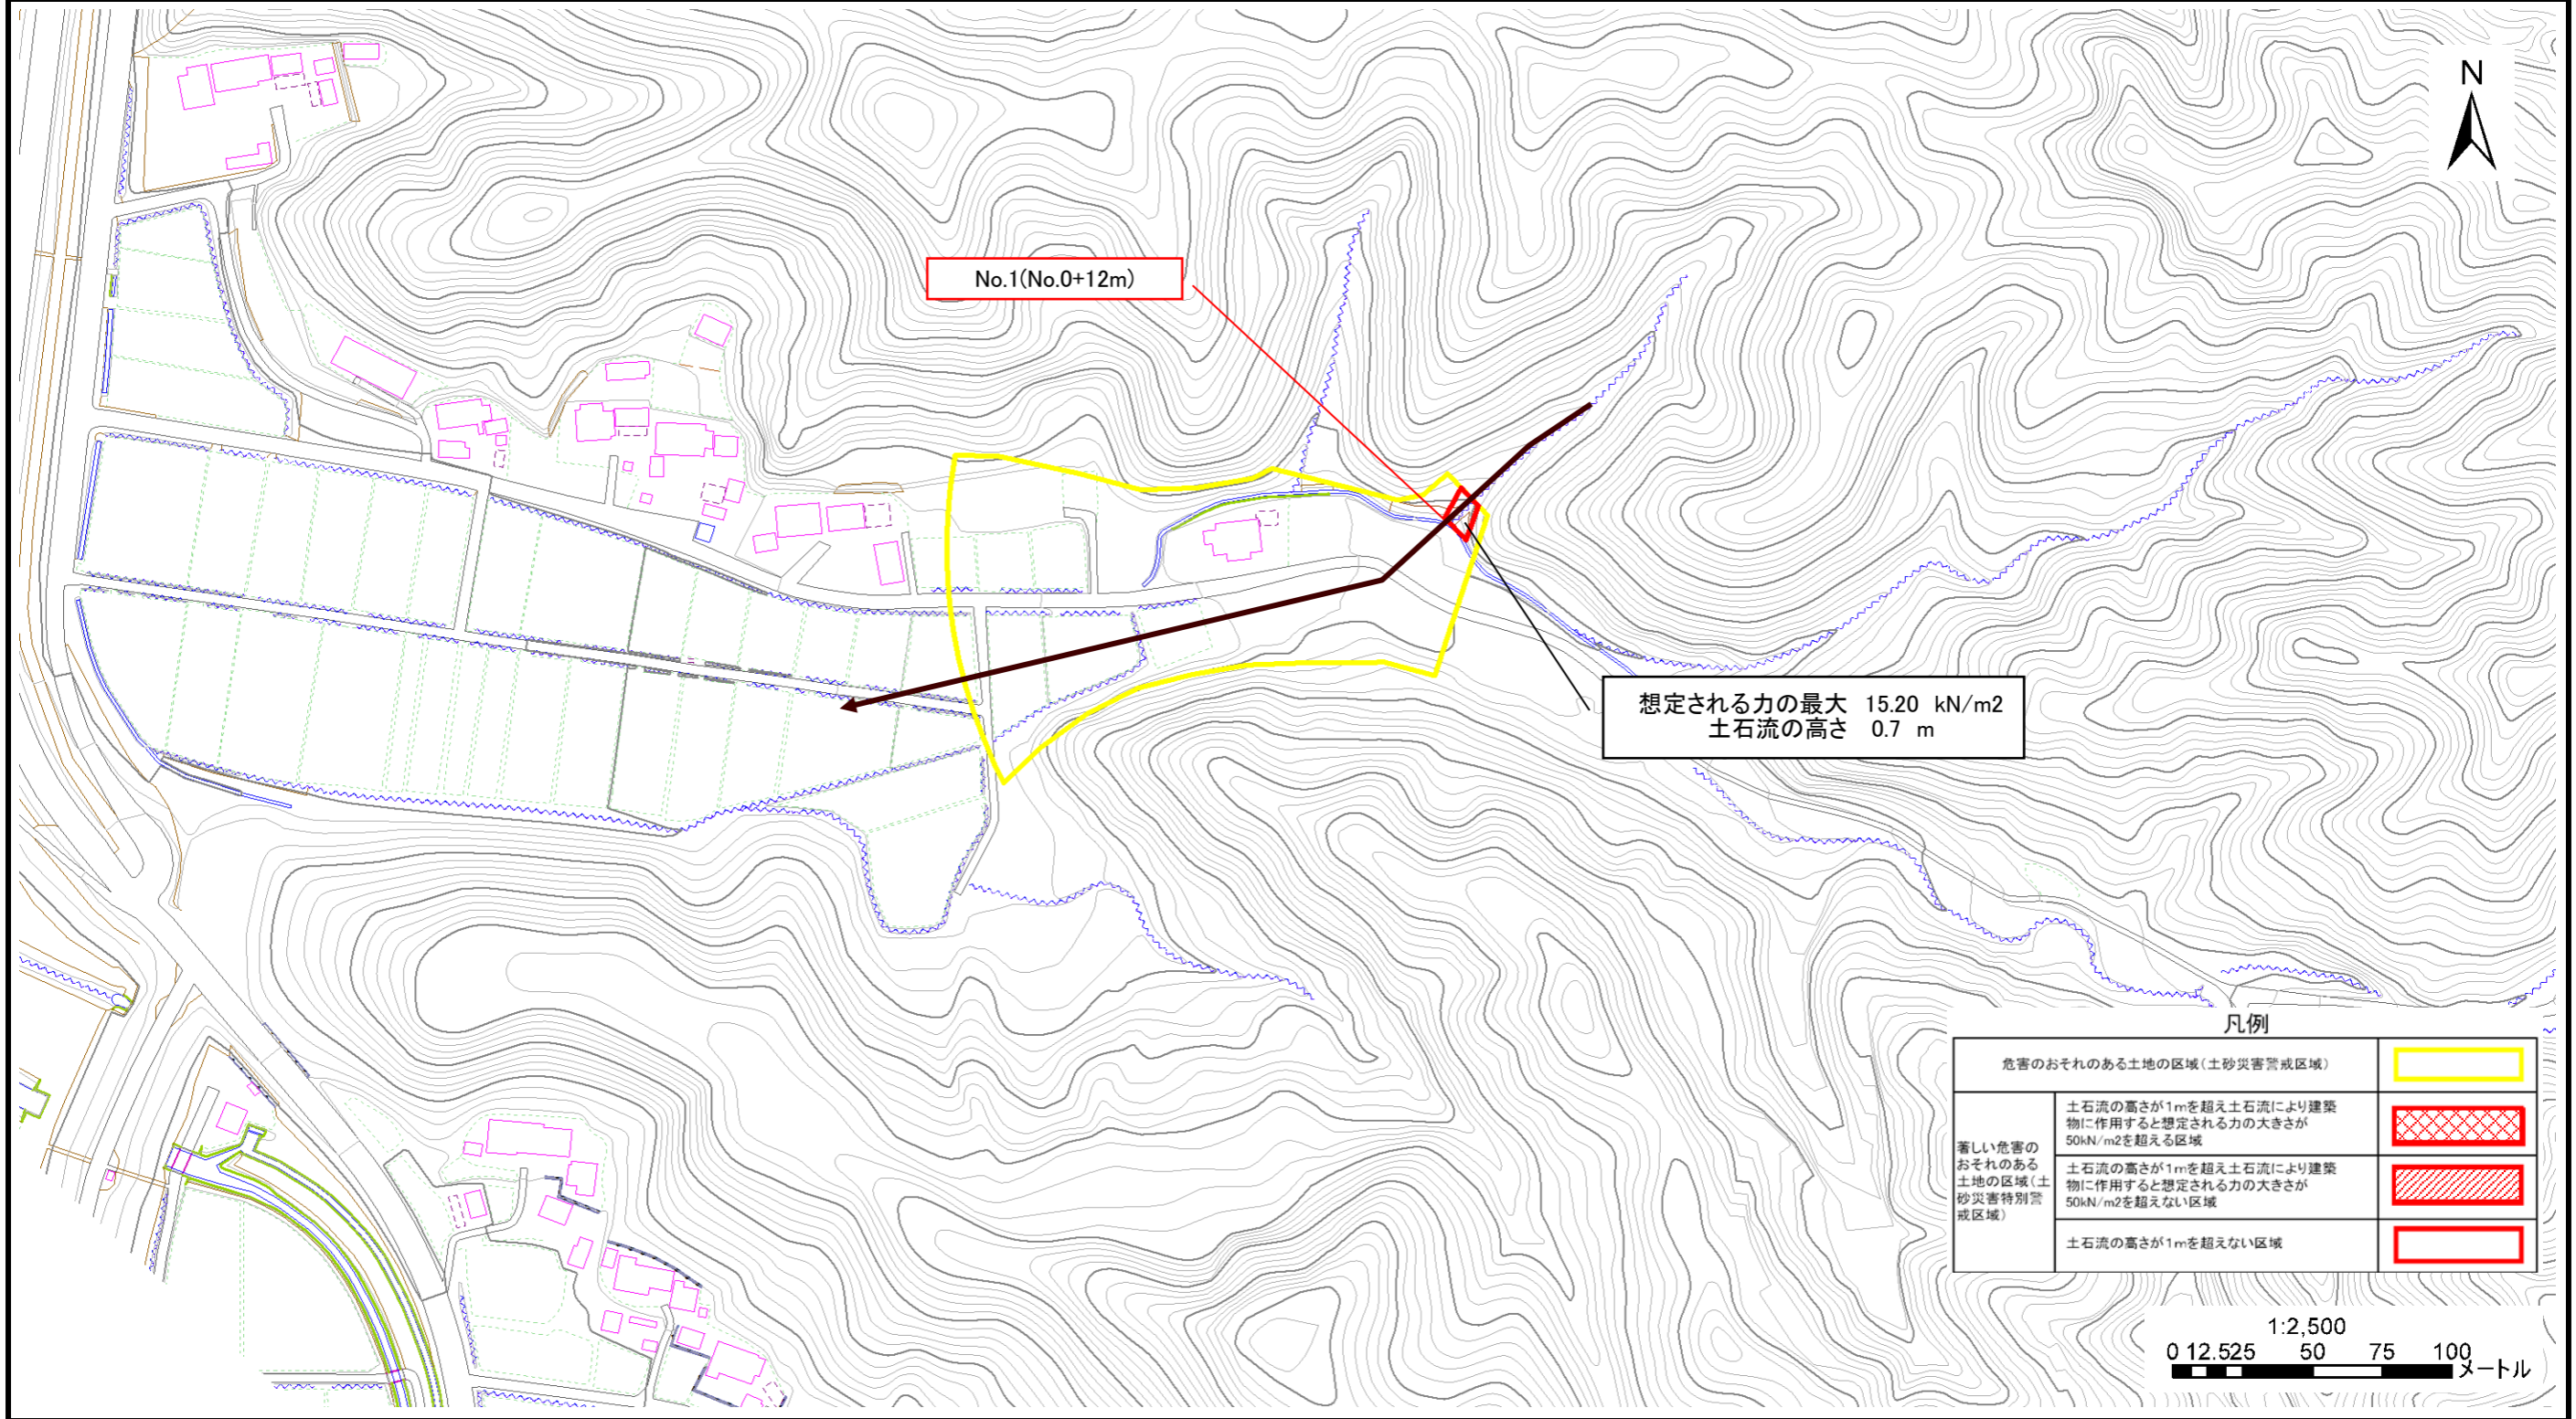 N
No.1(No.0+12m)
想定される力の最大 15.20 kN/m2
土石流の高さ 0.7 m
凡例
危害のおそれのある土地の区域(土砂災害警戒区域)
著しい危害の
おそれのある
土地の区域(土
砂災害特別警
戒区域)
土石流の高さが1mを超え土石流により建築
物に作用すると想定される力の大きさが
50kN/m2を超える区域
土石流の高さが1mを超え土石流により建築
物に作用すると想定される力の大きさが
50kN/m2を超えない区域
土石流の高さが1mを超えない区域
1:2,500
0 12.525 50 75 100
メートル